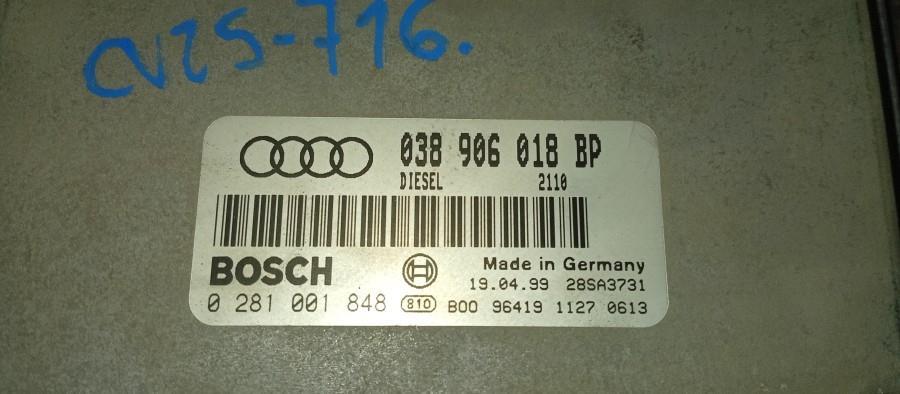 CV25-716.
038 906 018 BP
DIESEL 2110
BOSCH
Made in Germany
19.04.99 28SA3731
0 281 001 848 810 B00 96419 1127 0613